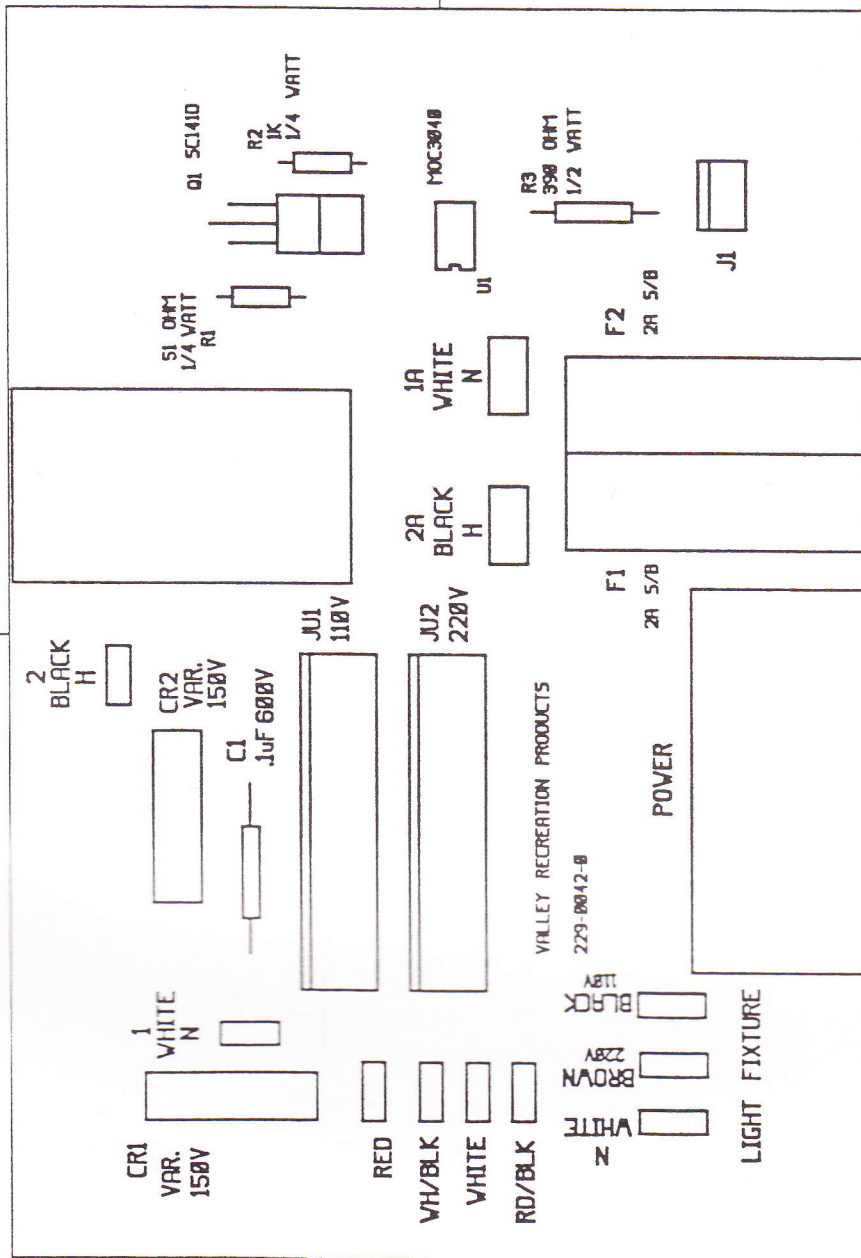 CR1
VAR.
150V
1
WHITE
N
CR2
VAR.
150V
2
BLACK
H
C1
.1uF 600V
51 OHM
1/4 WATT
R1
Q1 SC141D
R2
1K
1/4 WATT
RED
WH/BLK
WHITE
RD/BLK
JU1
110V
JU2
220V
2A
BLACK
H
1A
WHITE
N
MOC3040
U1
R3
390 OHM
1/2 WATT
J1
VALLEY RECREATION PRODUCTS
229-0042-0
WHITE
N
BROWN
220V
BLACK
110V
LIGHT FIXTURE
POWER
F1
2A S/B
F2
2A S/B